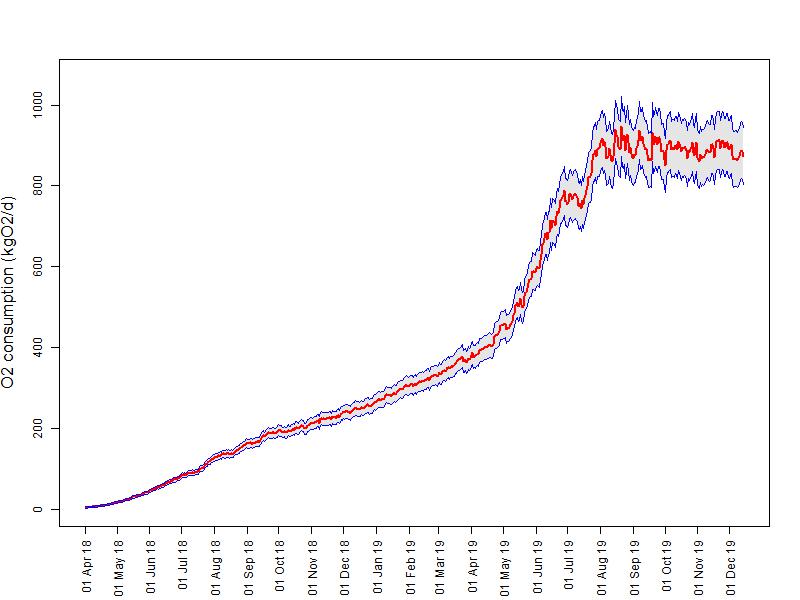 O2 consumption (kgO2/d)
1000
800
600
400
200
0
01 Apr 18
01 May 18
01 Jun 18
01 Jul 18
01 Aug 18
01 Sep 18
01 Oct 18
01 Nov 18
01 Dec 18
01 Jan 19
01 Feb 19
01 Mar 19
01 Apr 19
01 May 19
01 Jun 19
01 Jul 19
01 Aug 19
01 Sep 19
01 Oct 19
01 Nov 19
01 Dec 19